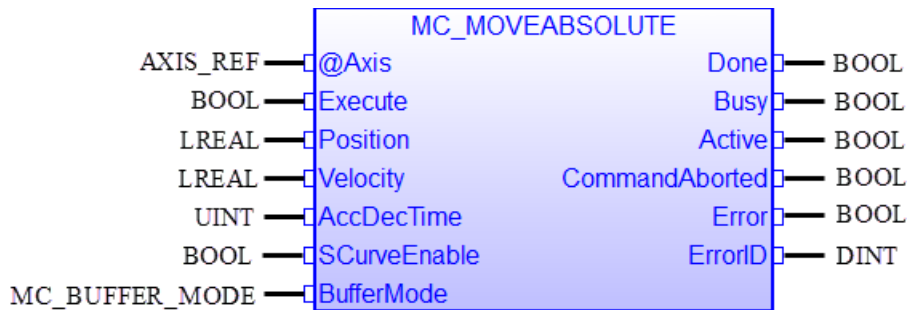 MC_MOVEABSOLUTE
AXIS_REF @Axis Done BOOL
BOOL Execute Busy BOOL
LREAL Position Active BOOL
LREAL Velocity CommandAborted BOOL
UINT AccDecTime Error BOOL
BOOL SCurveEnable ErrorID DINT
MC_BUFFER_MODE BufferMode